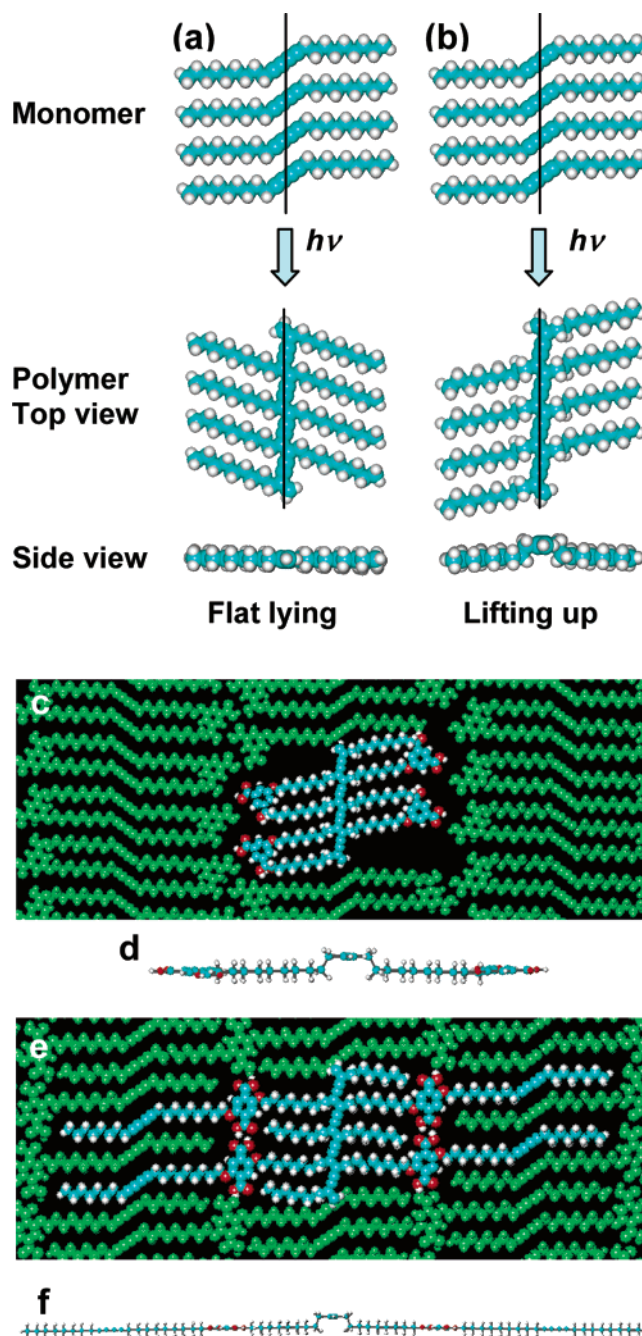 (a) (b)
Monomer
hν hν
Polymer
Top view
Side view
Flat lying Lifting up
c
d
e
f